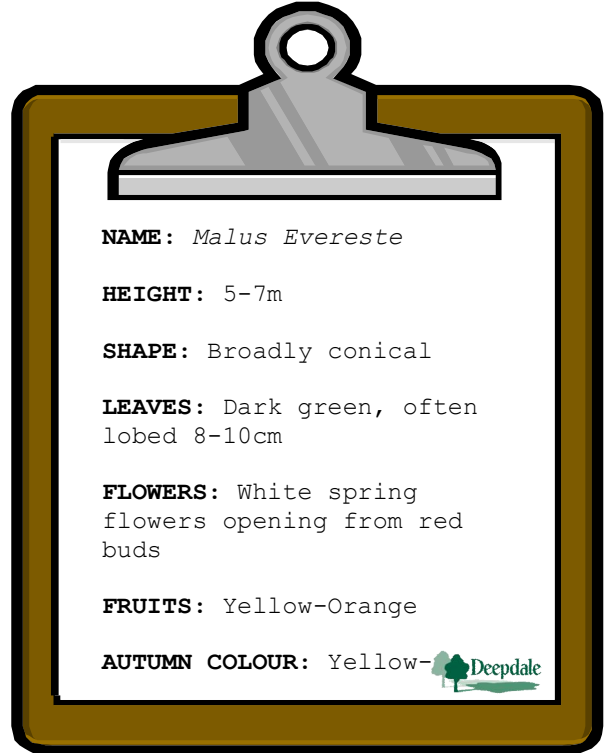 NAME: Malus Evereste
HEIGHT: 5-7m
SHAPE: Broadly conical
LEAVES: Dark green, often
lobed 8-10cm
FLOWERS: White spring
flowers opening from red
buds
FRUITS: Yellow-Orange
AUTUMN COLOUR: Yellow-
Deepdale